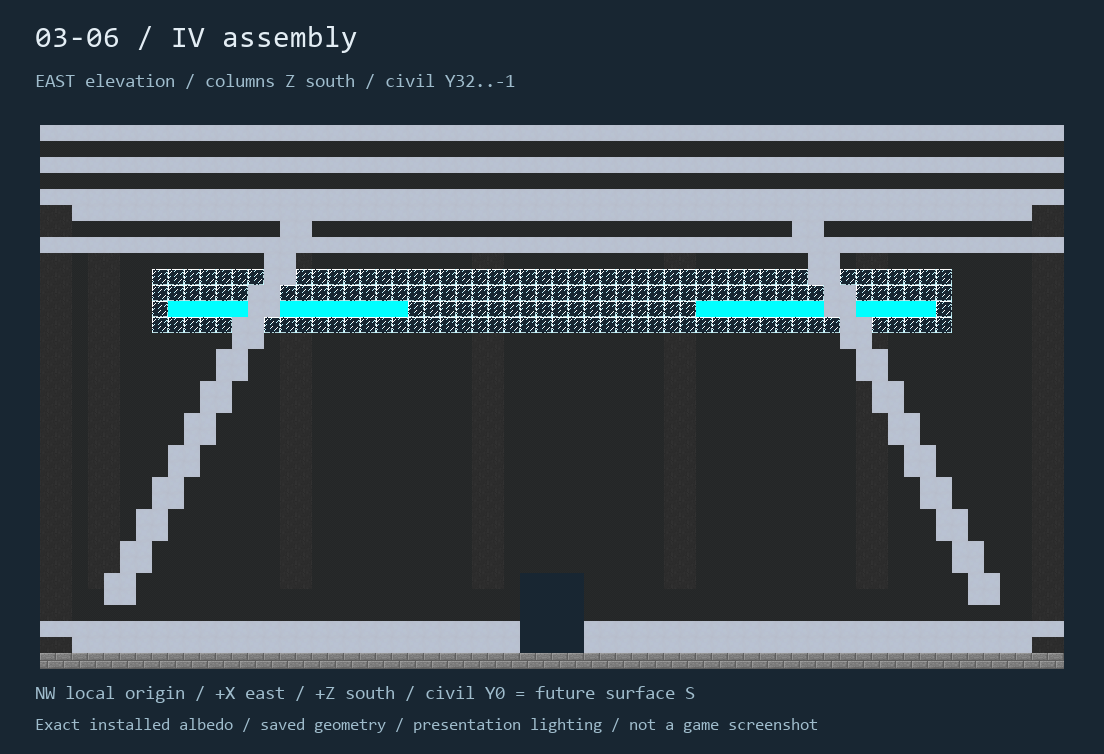 03-06 / IV assembly
EAST elevation / columns Z south / civil Y32..-1
NW local origin / +X east / +Z south / civil Y0 = future surface S
Exact installed albedo / saved geometry / presentation lighting / not a game screenshot